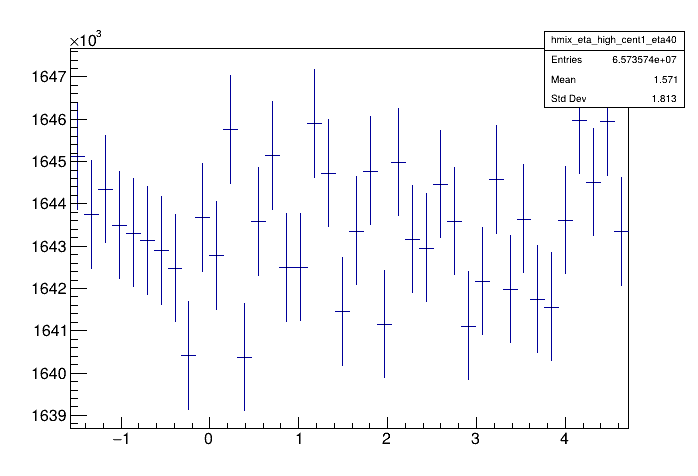 ×10³
hmix_eta_high_cent1_eta40
Entries 6.573574e+07
Mean 1.571
Std Dev 1.813
1647
1646
1645
1644
1643
1642
1641
1640
1639
−1 0 1 2 3 4